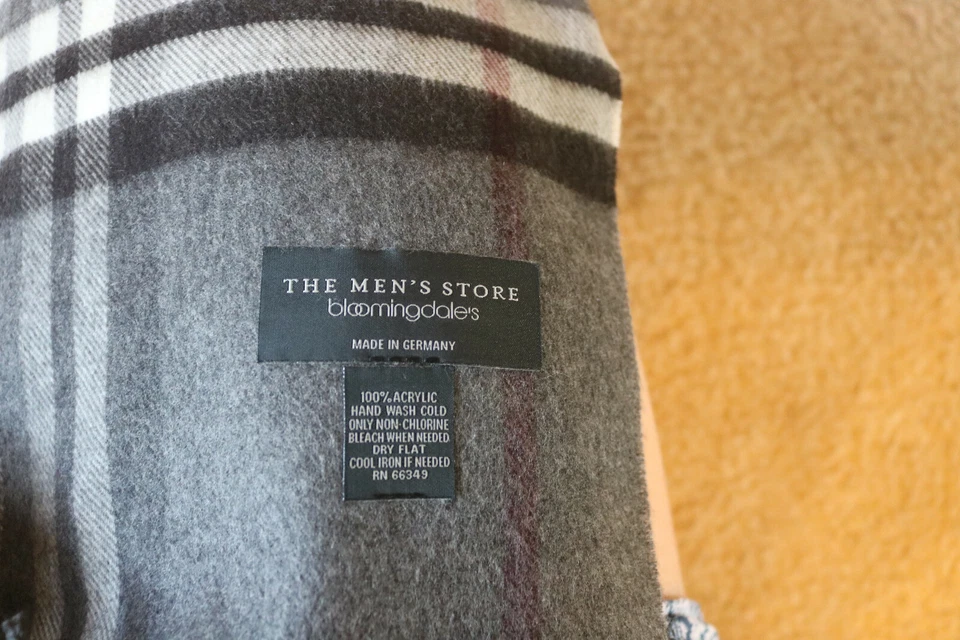 THE MEN'S STORE
bloomingdale's
MADE IN GERMANY
100% ACRYLIC
HAND WASH COLD
ONLY NON-CHLORINE
BLEACH WHEN NEEDED
DRY FLAT
COOL IRON IF NEEDED
RN 66349